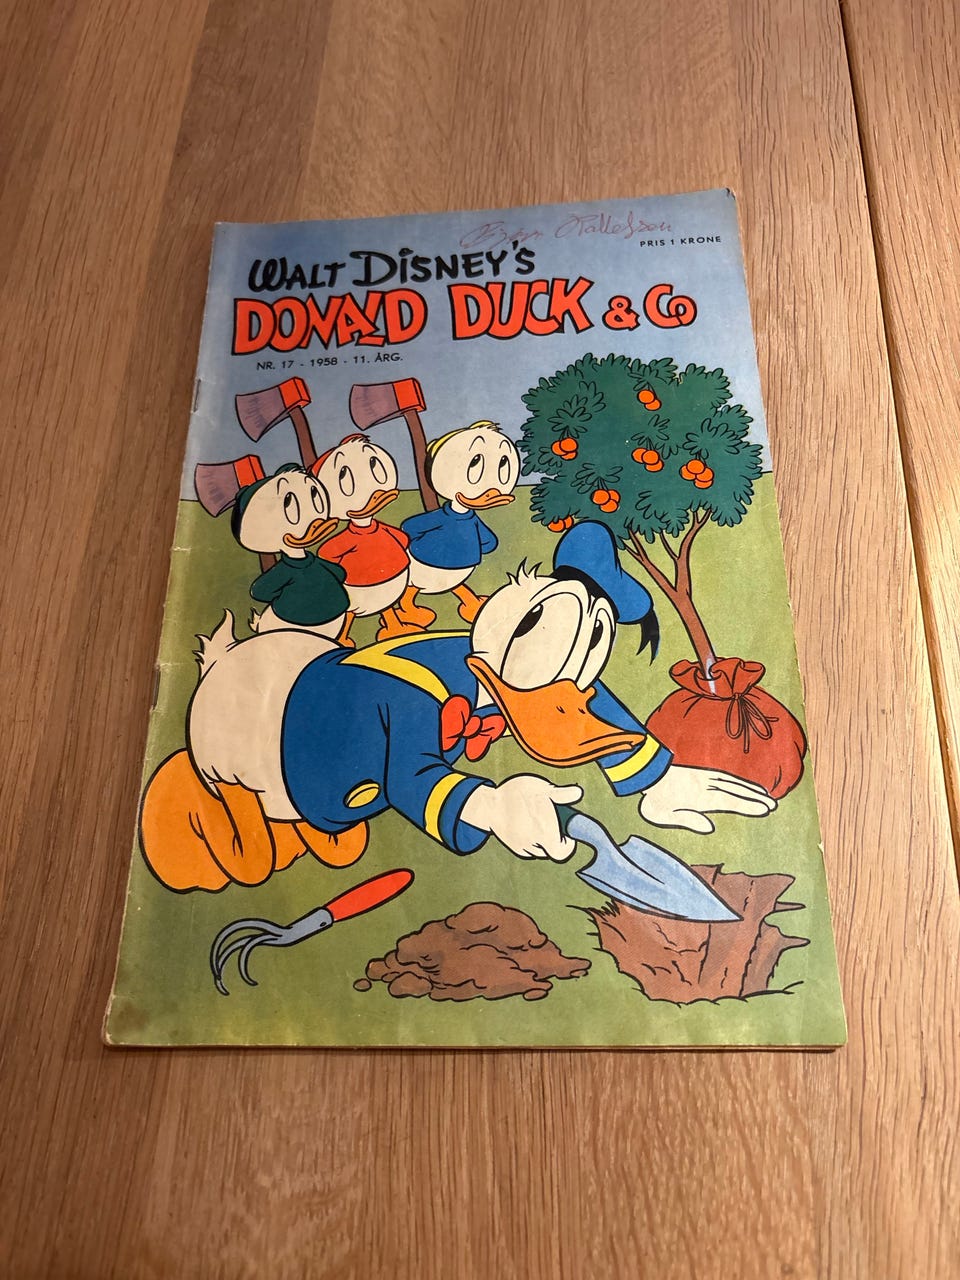 PRIS 1 KRONE
WALT DISNEY'S
DONALD DUCK & Co
NR. 17 - 1958 - 11. ÅRG.